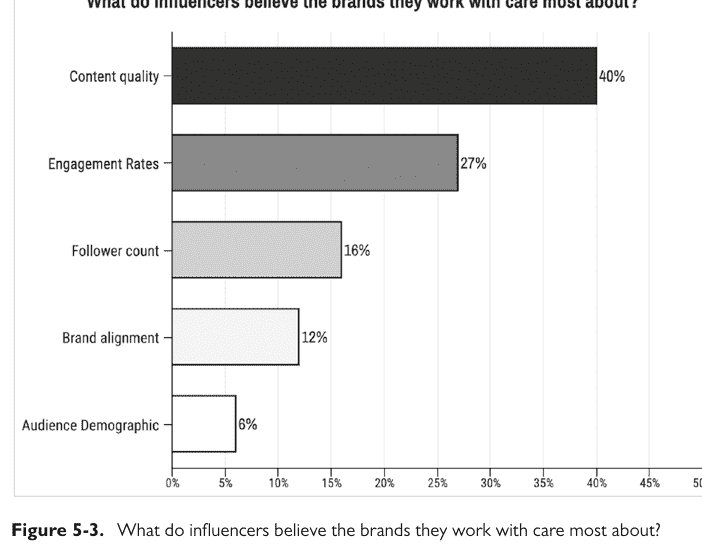 What do influencers believe the brands they work with care most about?
Content quality 40%
Engagement Rates 27%
Follower count 16%
Brand alignment 12%
Audience Demographic 6%
0% 5% 10% 15% 20% 25% 30% 35% 40% 45%
Figure 5-3. What do influencers believe the brands they work with care most about?